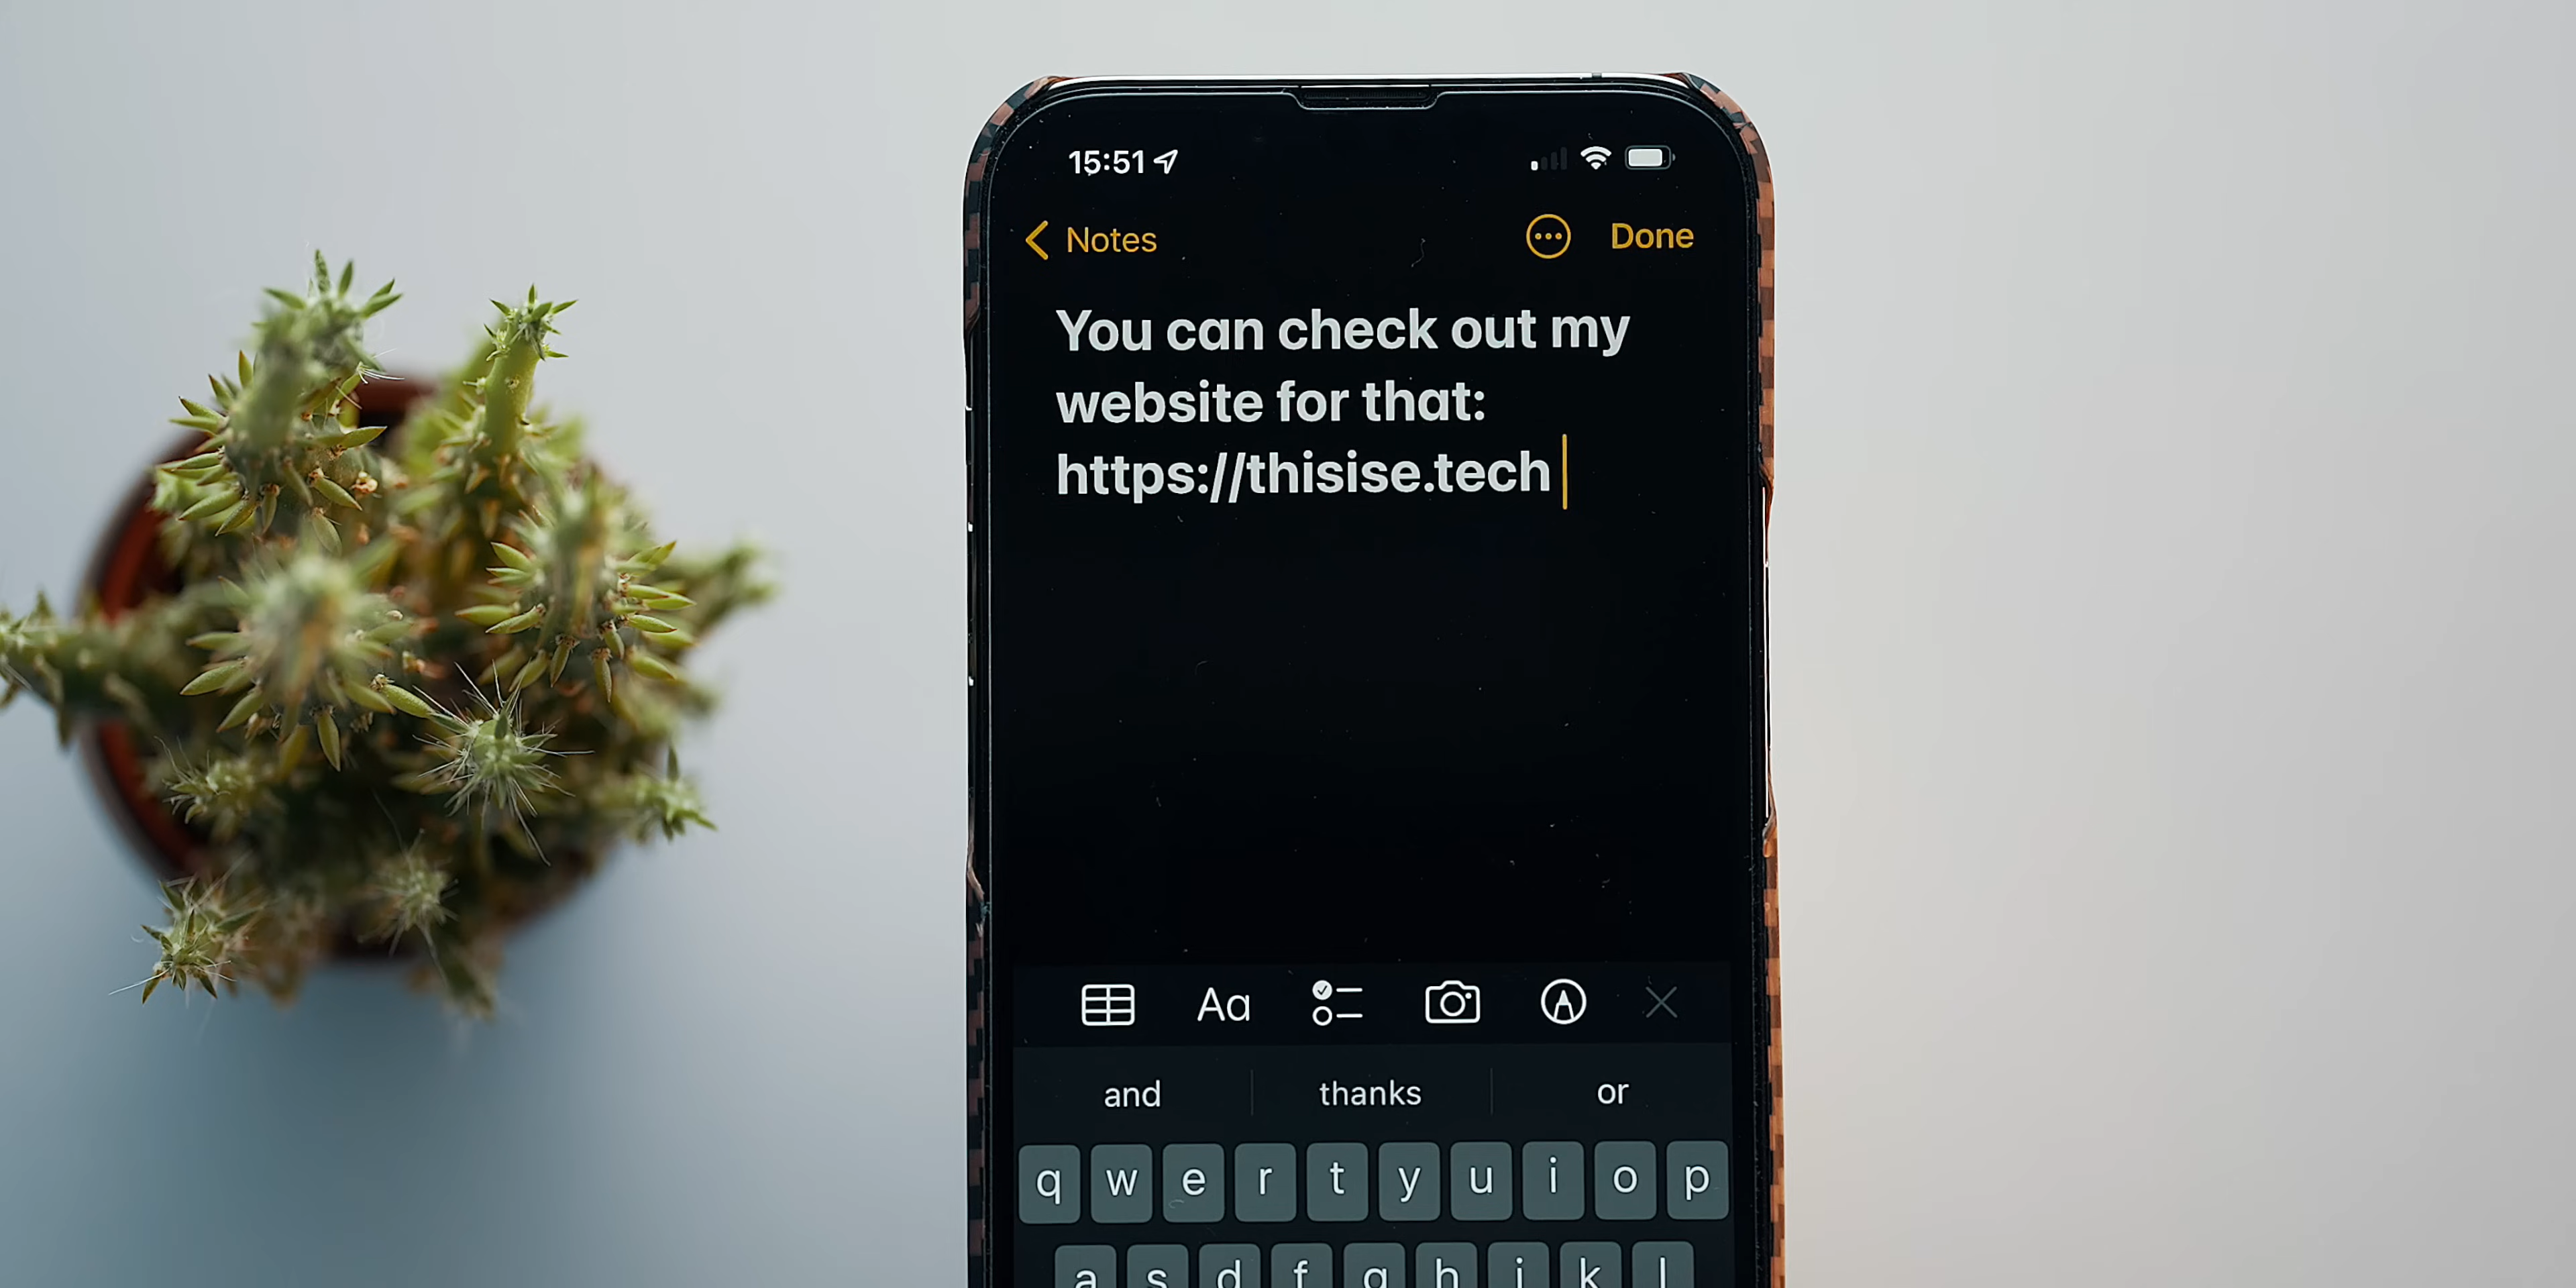 15:51
Notes
Done
You can check out my
website for that:
https://thisise.tech
Aa
and thanks or
q w e r t y u i o p
a s d f g h j k l